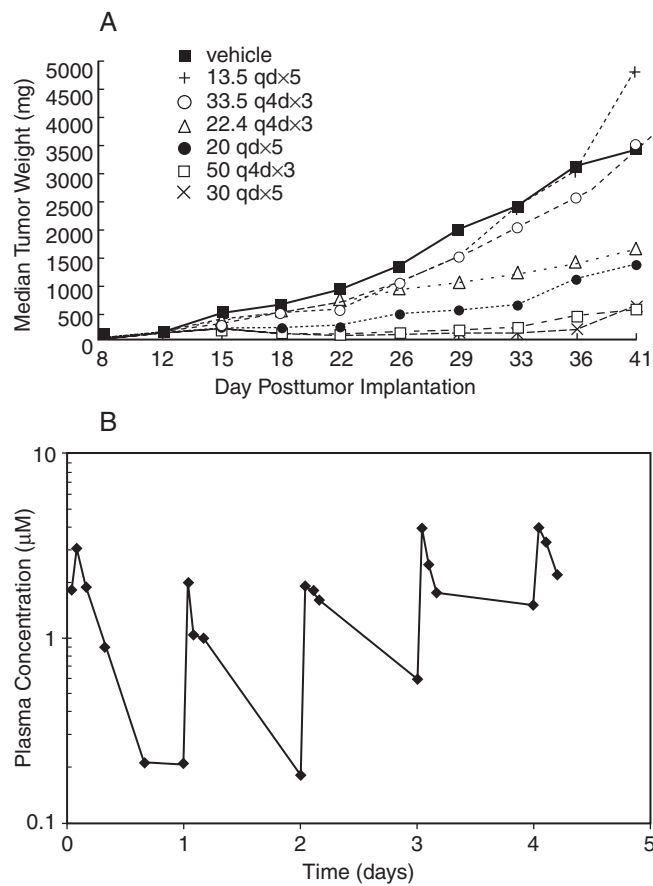 A
Median Tumor Weight (mg)
5000
4500
4000
3500
3000
2500
2000
1500
1000
500
0
vehicle
13.5 qd×5
33.5 q4d×3
22.4 q4d×3
20 qd×5
50 q4d×3
30 qd×5
8 12 15 18 22 26 29 33 36 41
Day Posttumor Implantation
B
Plasma Concentration (μM)
10
1
0.1
0 1 2 3 4 5
Time (days)